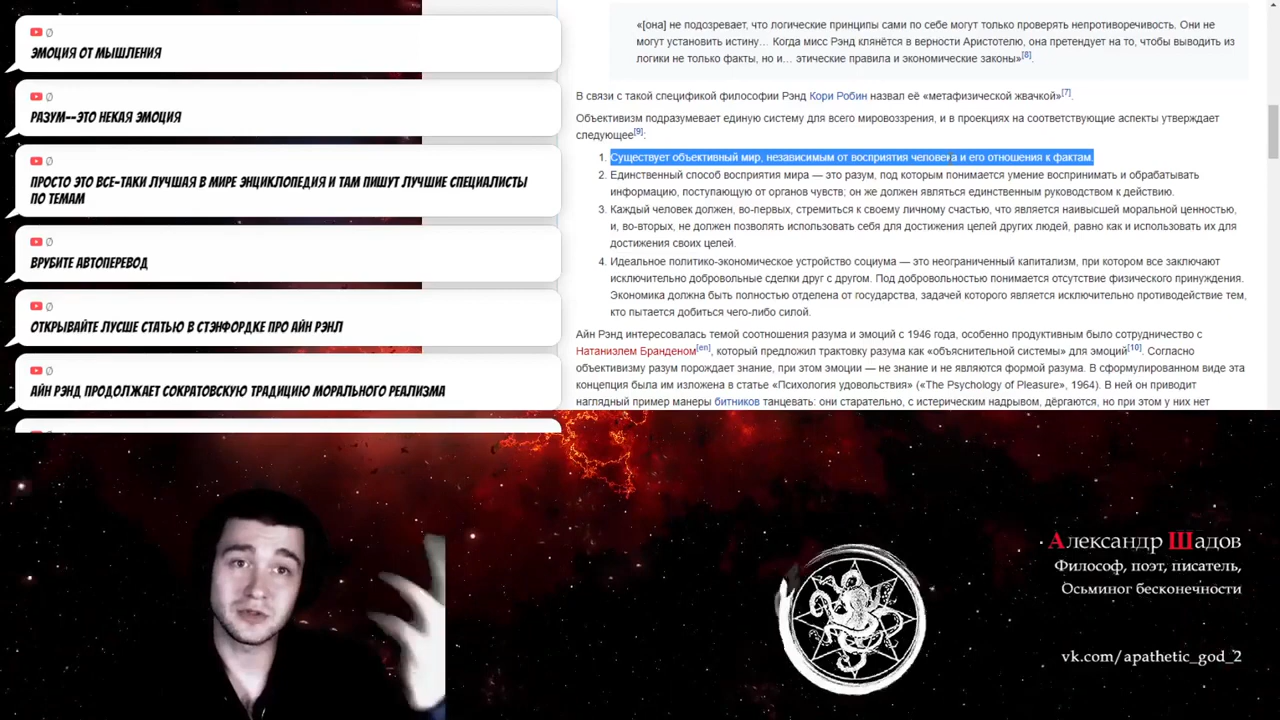 Ø
ЭМОЦИЯ ОТ МЫШЛЕНИЯ
Ø
РАЗУМ--ЭТО НЕКАЯ ЭМОЦИЯ
Ø
ПРОСТО ЭТО ВСЕ-ТАКИ ЛУЧШАЯ В МИРЕ ЭНЦИКЛОПЕДИЯ И ТАМ ПИШУТ ЛУЧШИЕ СПЕЦИАЛИСТЫ
ПО ТЕМАМ
Ø
ВРУБИТЕ АВТОПЕРЕВОД
Ø
ОТКРЫВАЙТЕ ЛУСШЕ СТАТЬЮ В СТЭНФОРДКЕ ПРО АЙН РЭНЛ
Ø
АЙН РЭНД ПРОДОЛЖАЕТ СОКРАТОВСКУЮ ТРАДИЦИЮ МОРАЛЬНОГО РЕАЛИЗМА
«[она] не подозревает, что логические принципы сами по себе могут только проверять непротиворечивость. Они не
могут установить истину… Когда мисс Рэнд клянётся в верности Аристотелю, она претендует на то, чтобы выводить из
логики не только факты, но и… этические правила и экономические законы»[8].
В связи с такой спецификой философии Рэнд Кори Робин назвал её «метафизической жвачкой»[7].
Объективизм подразумевает единую систему для всего мировоззрения, и в проекциях на соответствующие аспекты утверждает
следующее[9]:
1. Существует объективный мир, независимым от восприятия человека и его отношения к фактам.
2. Единственный способ восприятия мира — это разум, под которым понимается умение воспринимать и обрабатывать
информацию, поступающую от органов чувств; он же должен являться единственным руководством к действию.
3. Каждый человек должен, во-первых, стремиться к своему личному счастью, что является наивысшей моральной ценностью,
и, во-вторых, не должен позволять использовать себя для достижения целей других людей, равно как и использовать их для
достижения своих целей.
4. Идеальное политико-экономическое устройство социума — это неограниченный капитализм, при котором все заключают
исключительно добровольные сделки друг с другом. Под добровольностью понимается отсутствие физического принуждения.
Экономика должна быть полностью отделена от государства, задачей которого является исключительно противодействие тем,
кто пытается добиться чего-либо силой.
Айн Рэнд интересовалась темой соотношения разума и эмоций с 1946 года, особенно продуктивным было сотрудничество с
Натаниэлем Бранденом[en], который предложил трактовку разума как «объяснительной системы» для эмоций[10]. Согласно
объективизму разум порождает знание, при этом эмоции — не знание и не являются формой разума. В сформулированном виде эта
концепция была им изложена в статье «Психология удовольствия» («The Psychology of Pleasure», 1964). В ней он приводит
наглядный пример манеры битников танцевать: они старательно, с истерическим надрывом, дёргаются, но при этом у них нет
Александр Шадов
Философ, поэт, писатель,
Осьминог бесконечности
vk.com/apathetic_god_2